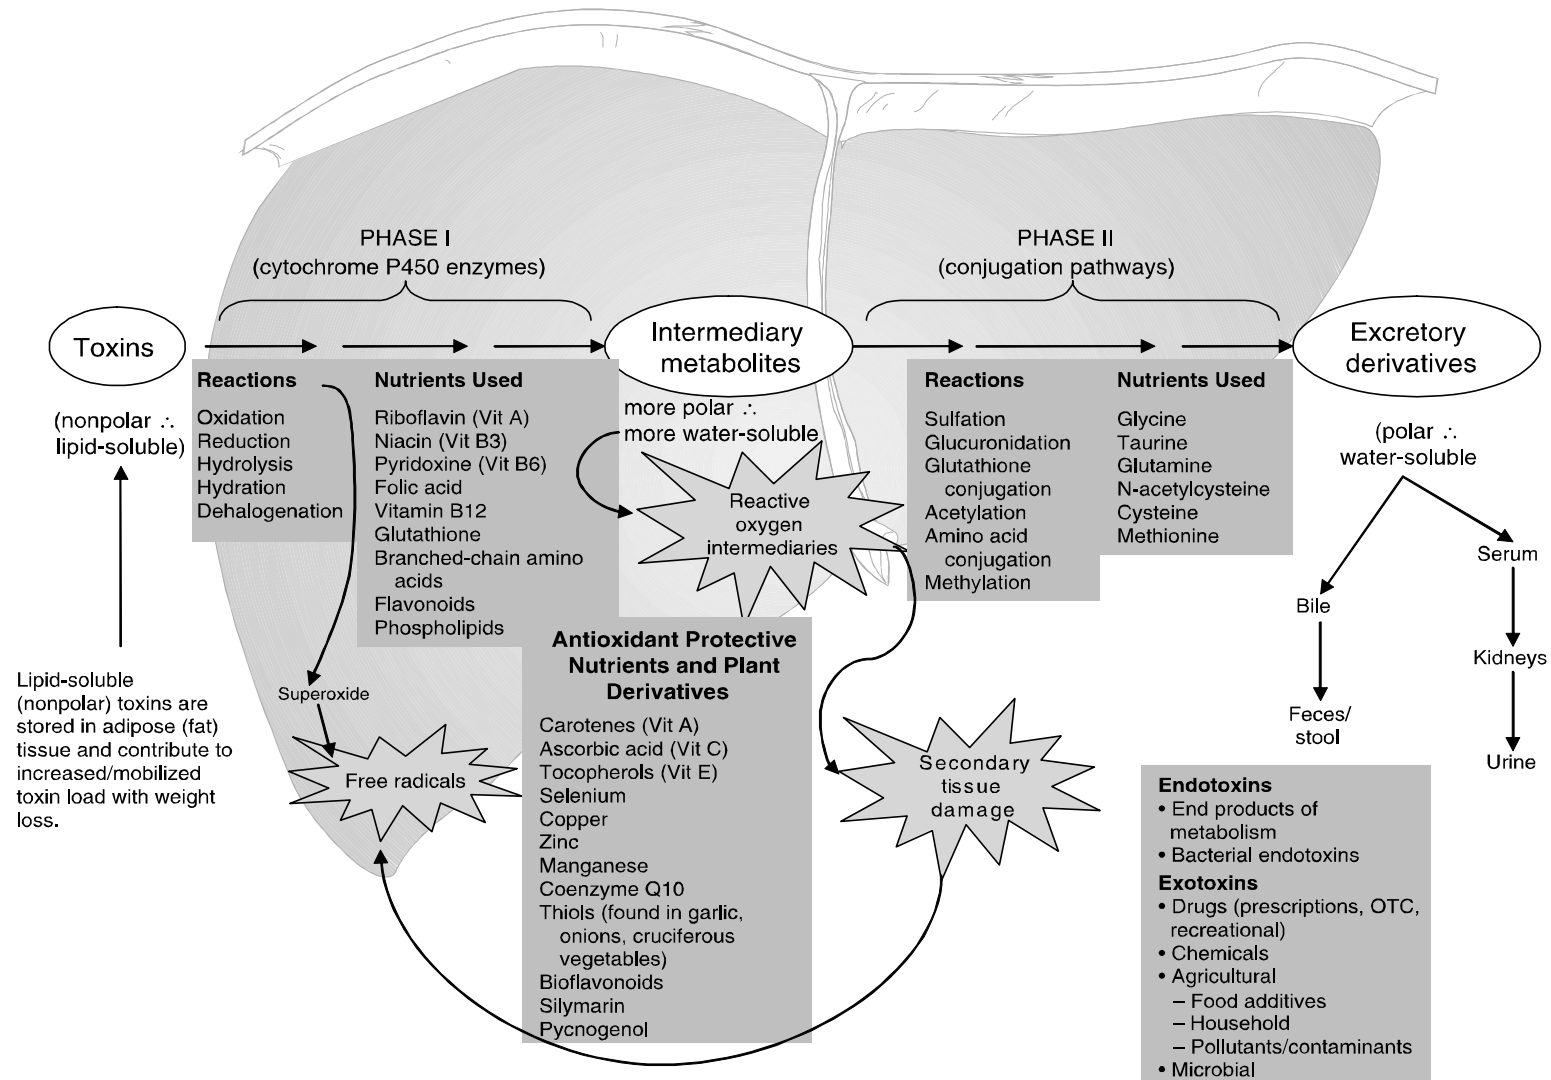 PHASE I
(cytochrome P450 enzymes)
PHASE II
(conjugation pathways)
Toxins
Intermediary
metabolites
Excretory
derivatives
(nonpolar ∴
lipid-soluble)
Lipid-soluble
(nonpolar) toxins are
stored in adipose (fat)
tissue and contribute to
increased/mobilized
toxin load with weight
loss.
Reactions
Oxidation
Reduction
Hydrolysis
Hydration
Dehalogenation
Nutrients Used
Riboflavin (Vit A)
Niacin (Vit B3)
Pyridoxine (Vit B6)
Folic acid
Vitamin B12
Glutathione
Branched-chain amino
acids
Flavonoids
Phospholipids
Superoxide
Free radicals
more polar ∴
more water-soluble
Reactive
oxygen
intermediaries
Antioxidant Protective
Nutrients and Plant
Derivatives
Carotenes (Vit A)
Ascorbic acid (Vit C)
Tocopherols (Vit E)
Selenium
Copper
Zinc
Manganese
Coenzyme Q10
Thiols (found in garlic,
onions, cruciferous
vegetables)
Bioflavonoids
Silymarin
Pycnogenol
Secondary
tissue
damage
Reactions
Sulfation
Glucuronidation
Glutathione
conjugation
Acetylation
Amino acid
conjugation
Methylation
Nutrients Used
Glycine
Taurine
Glutamine
N-acetylcysteine
Cysteine
Methionine
(polar ∴
water-soluble
Bile
Feces/
stool
Serum
Kidneys
Urine
Endotoxins
• End products of
metabolism
• Bacterial endotoxins
Exotoxins
• Drugs (prescriptions, OTC,
recreational)
• Chemicals
• Agricultural
– Food additives
– Household
– Pollutants/contaminants
• Microbial